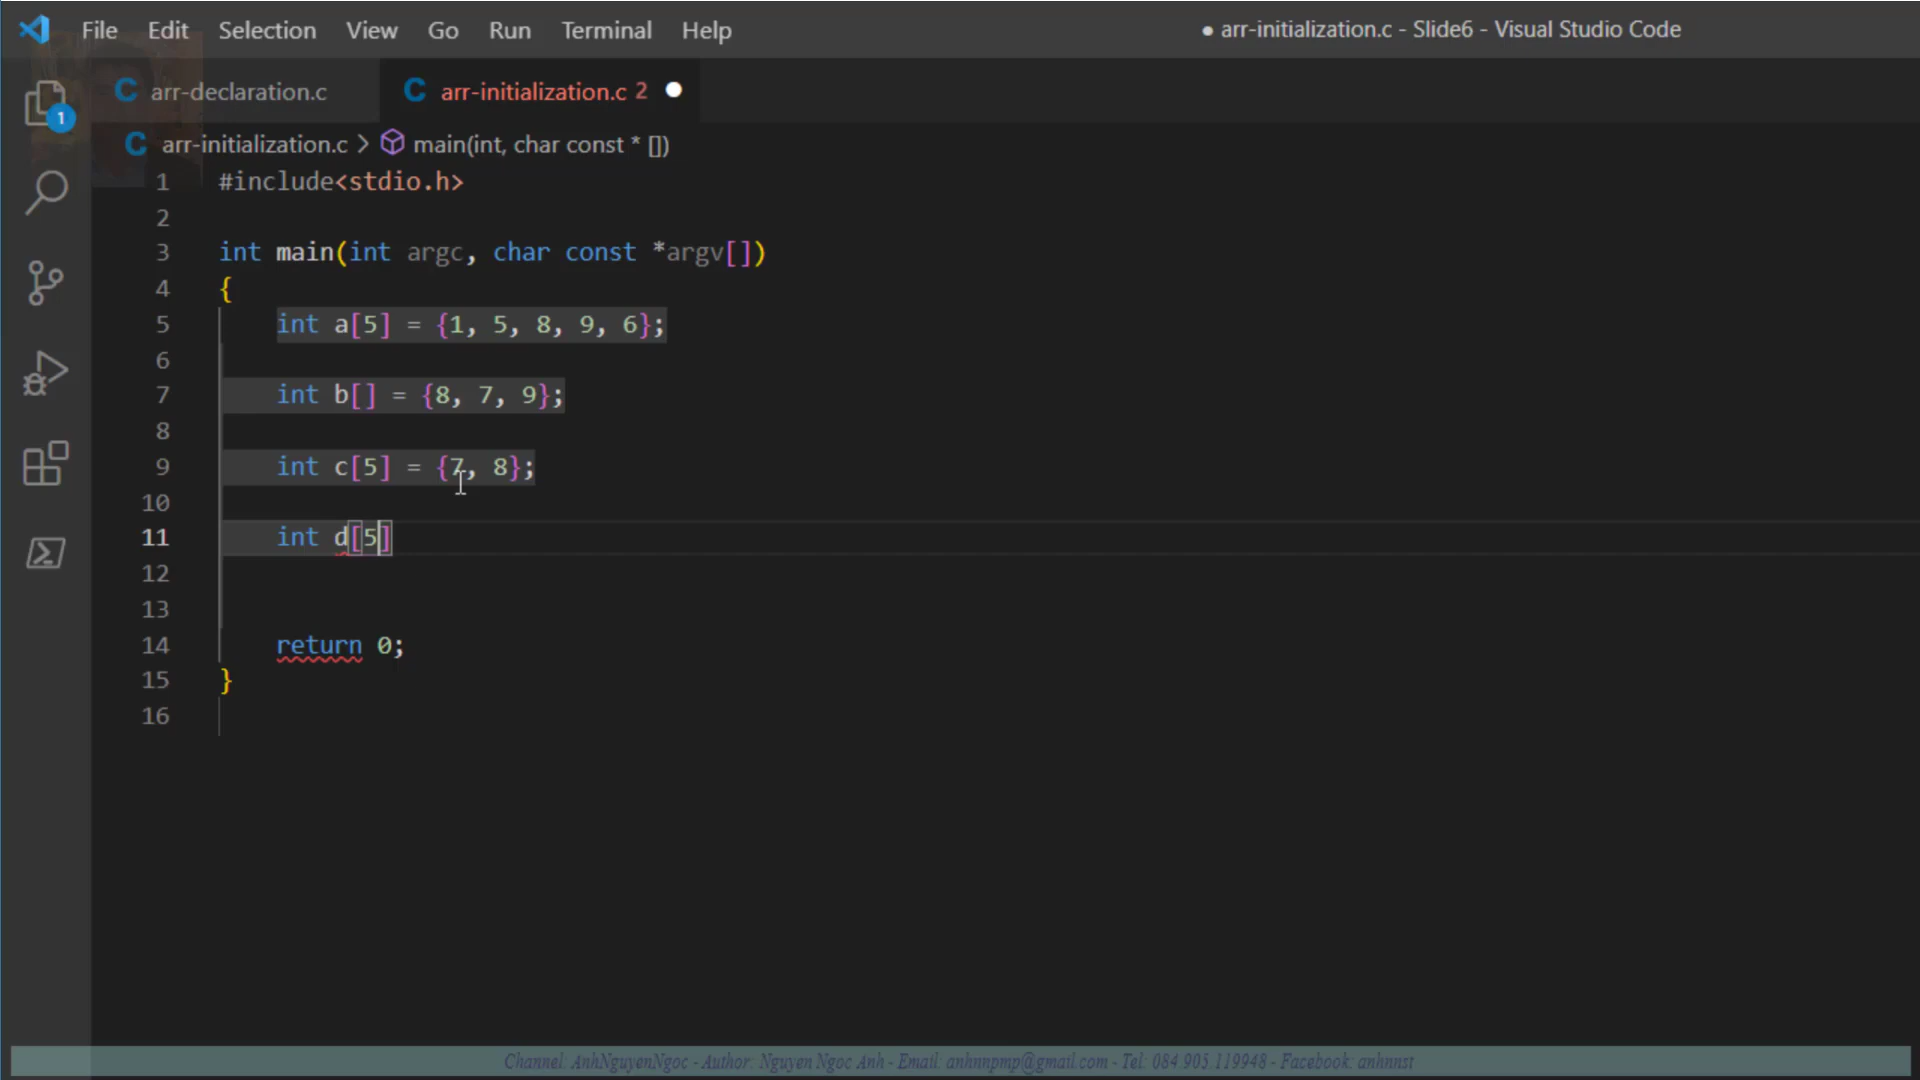 File Edit Selection View Go Run Terminal Help
● arr-initialization.c - Slide6 - Visual Studio Code
C arr-declaration.c
C arr-initialization.c 2 ●
C arr-initialization.c > main(int, char const * [])
1
1 #include<stdio.h>
2
3 int main(int argc, char const *argv[])
4 {
5 int a[5] = {1, 5, 8, 9, 6};
6
7 int b[] = {8, 7, 9};
8
9 int c[5] = {7, 8};
10
11 int d[5]
12
13
14 return 0;
15 }
16
Channel: AnhNguyenNgoc - Author: Nguyen Ngoc Anh - Email: anhnnpmp@gmail.com - Tel: 084.905.119948 - Facebook: anhnnst